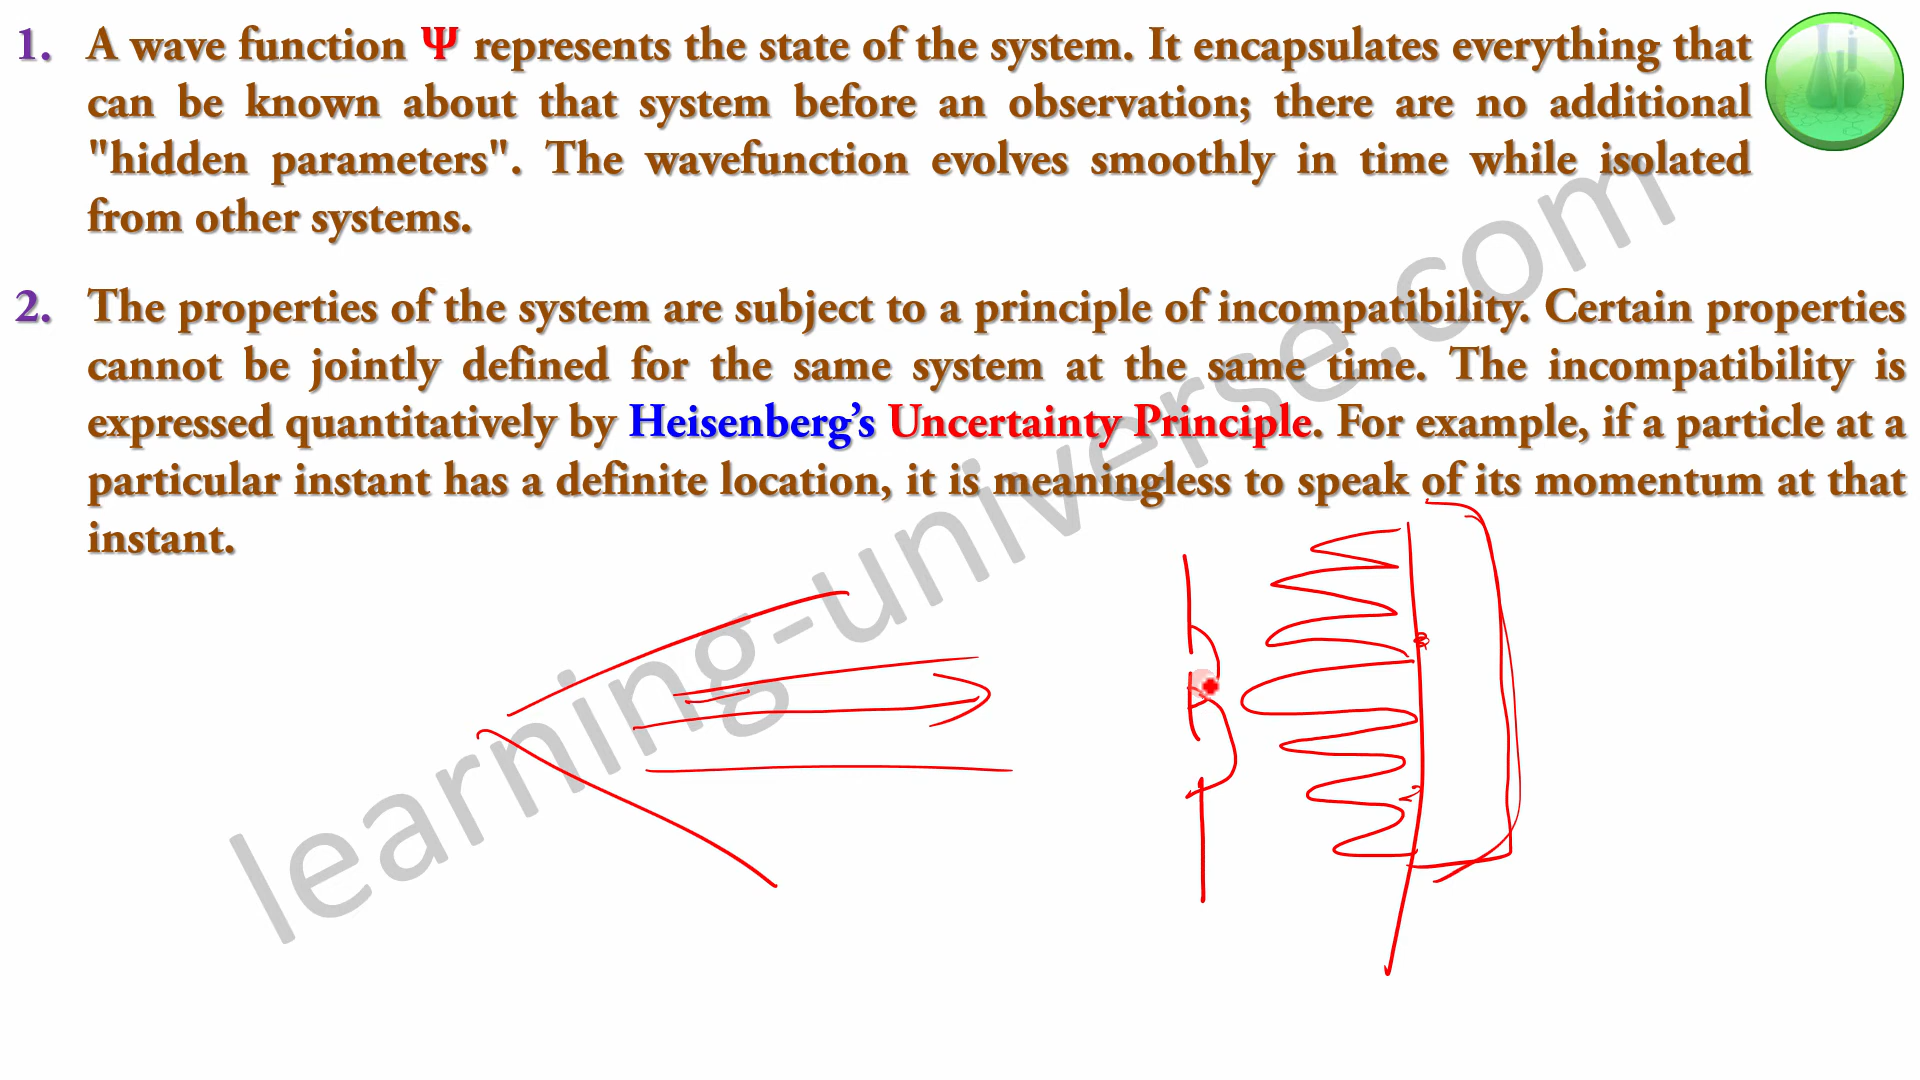 1. A wave function Ψ represents the state of the system. It encapsulates everything that
can be known about that system before an observation; there are no additional
"hidden parameters". The wavefunction evolves smoothly in time while isolated
from other systems.
2. The properties of the system are subject to a principle of incompatibility. Certain properties
cannot be jointly defined for the same system at the same time. The incompatibility is
expressed quantitatively by Heisenberg’s Uncertainty Principle. For example, if a particle at a
particular instant has a definite location, it is meaningless to speak of its momentum at that
instant.
learning-universe.com